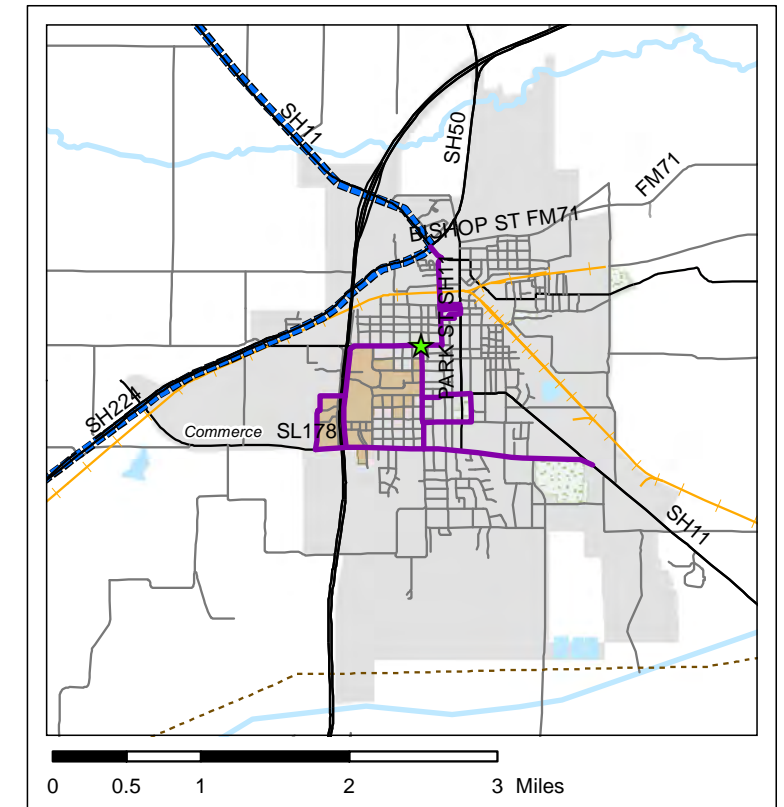 SH11
SH50
FM71
BISHOP ST FM71
PARK ST SH11
SH224
Commerce
SL178
SH11
0 0.5 1 2 3 Miles